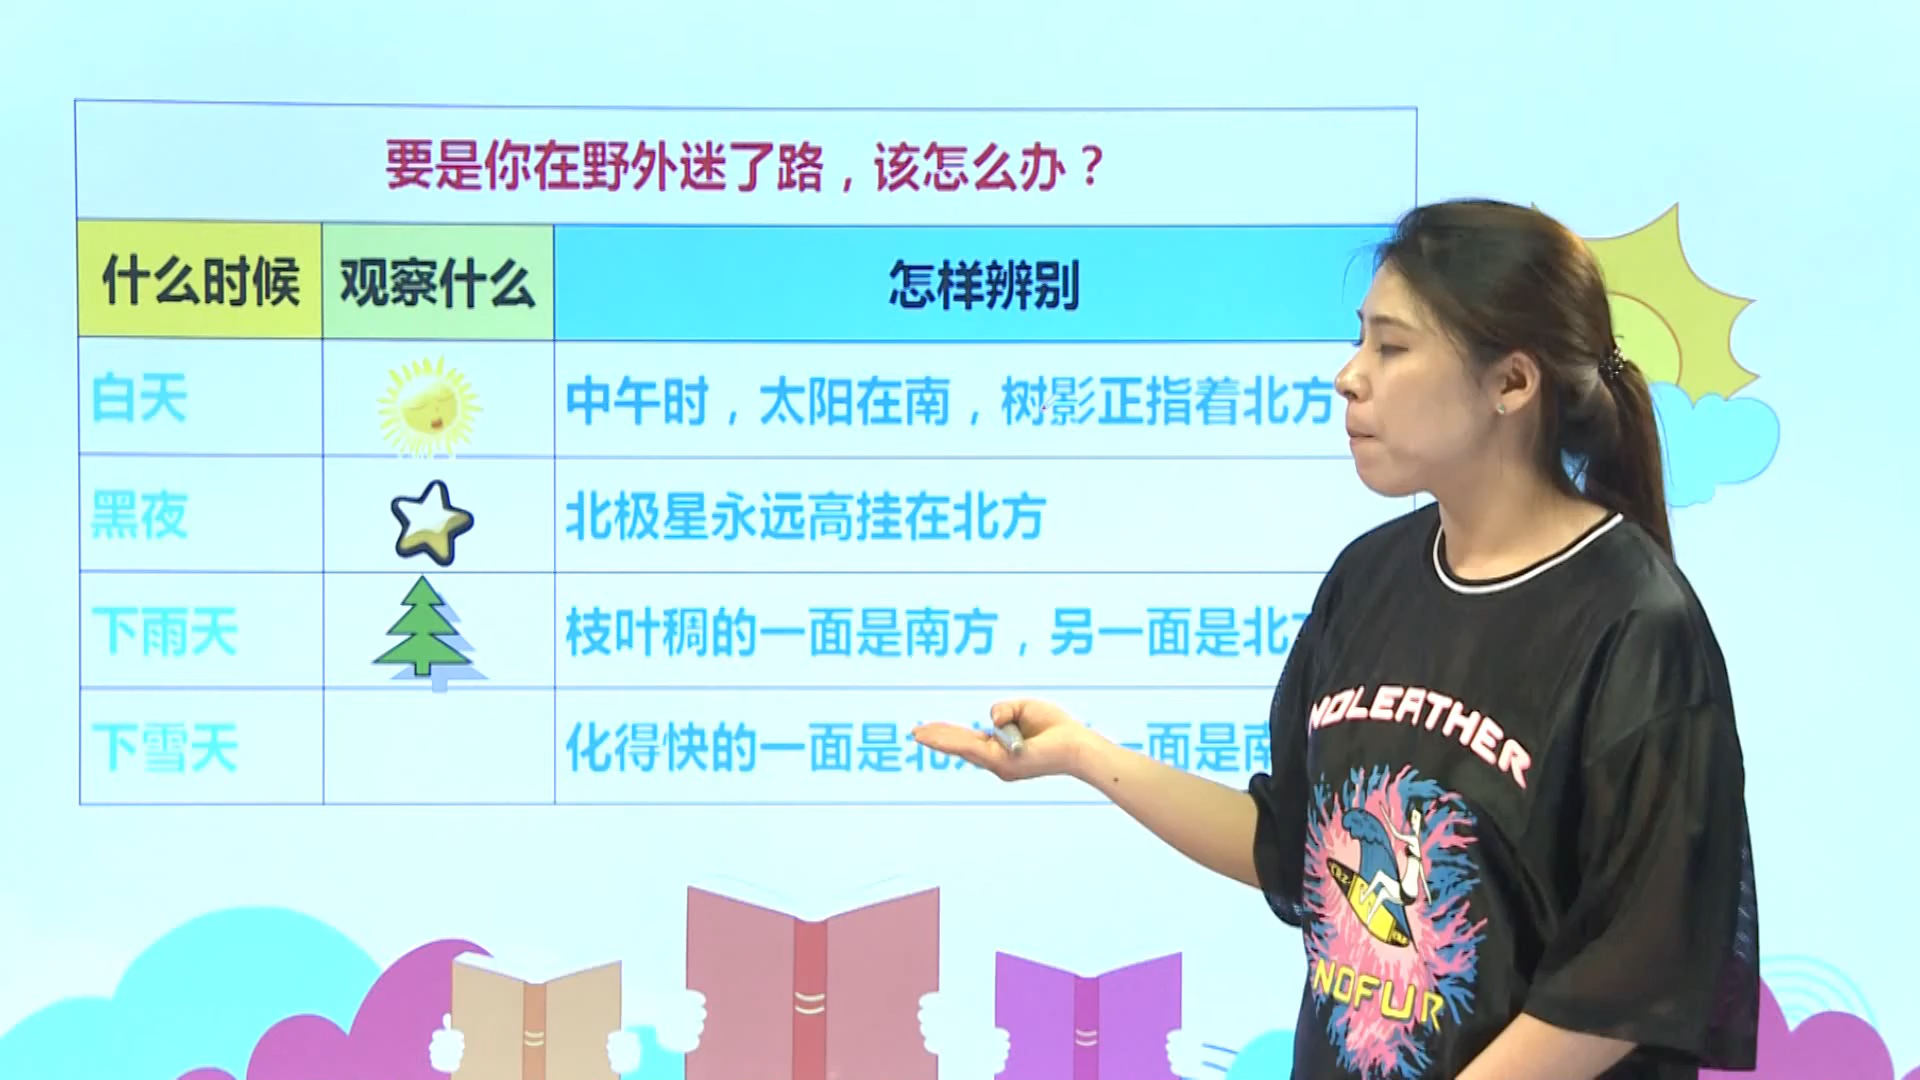 要是你在野外迷了路，该怎么办？
什么时候 观察什么 怎样辨别
白天 中午时，太阳在南，树影正指着北方
黑夜 北极星永远高挂在北方
下雨天 枝叶稠的一面是南方，另一面是北
下雪天 化得快的一面是北 一面是南
NOLEATHER
NOFUR